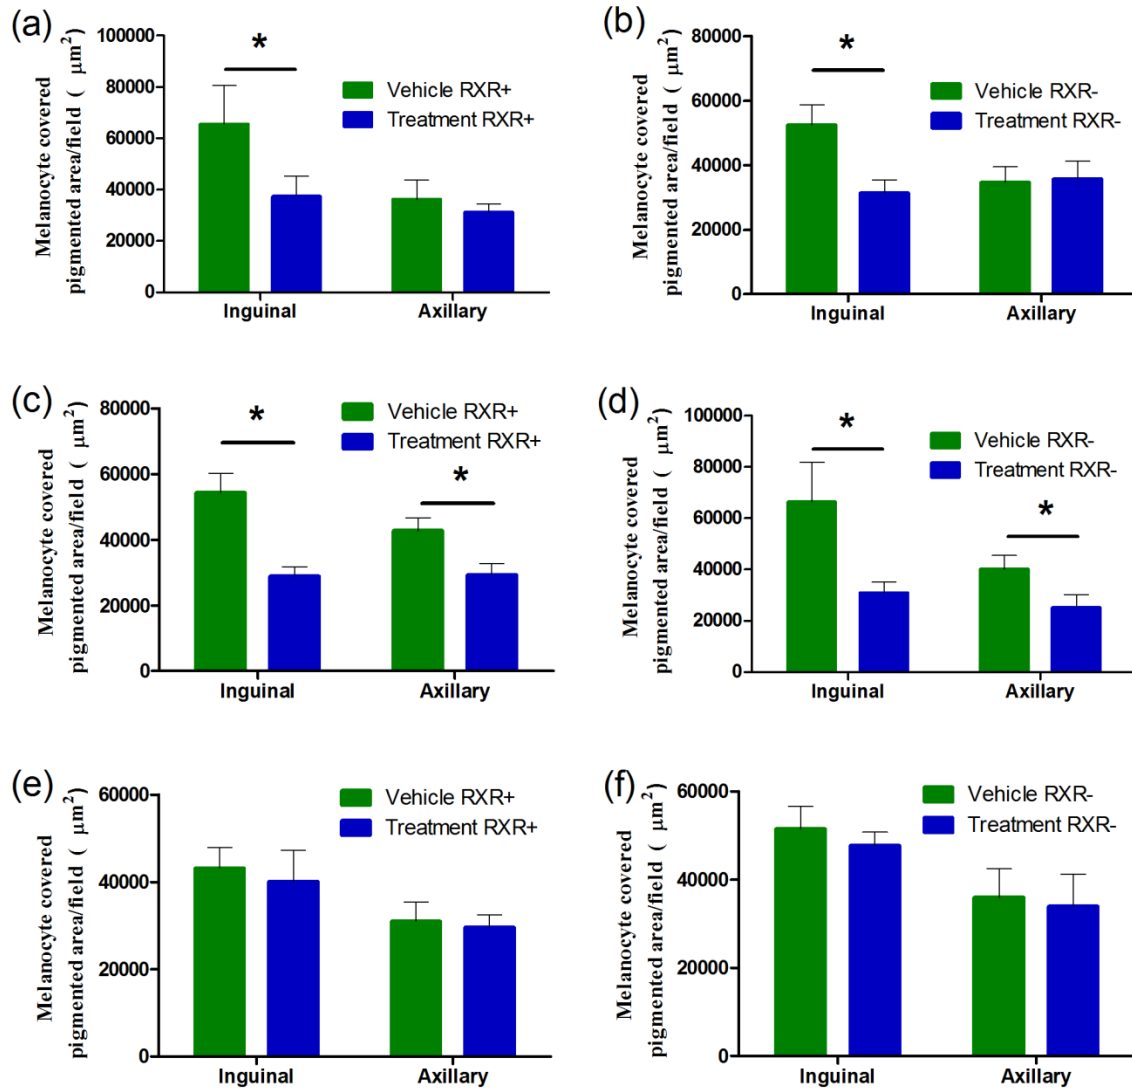 (a)
Melanocyte covered
pigmented area/field ( μm²)
100000
80000
60000
40000
20000
0
*
Vehicle RXR+
Treatment RXR+
Inguinal
Axillary
(b)
Melanocyte covered
pigmented area/field ( μm²)
80000
60000
40000
20000
0
*
Vehicle RXR-
Treatment RXR-
Inguinal
Axillary
(c)
Melanocyte covered
pigmented area/field ( μm²)
80000
60000
40000
20000
0
*
*
Vehicle RXR+
Treatment RXR+
Inguinal
Axillary
(d)
Melanocyte covered
pigmented area/field ( μm²)
100000
80000
60000
40000
20000
0
*
*
Vehicle RXR-
Treatment RXR-
Inguinal
Axillary
(e)
Melanocyte covered
pigmented area/field ( μm²)
60000
40000
20000
0
Vehicle RXR+
Treatment RXR+
Inguinal
Axillary
(f)
Melanocyte covered
pigmented area/field ( μm²)
60000
40000
20000
0
Vehicle RXR-
Treatment RXR-
Inguinal
Axillary